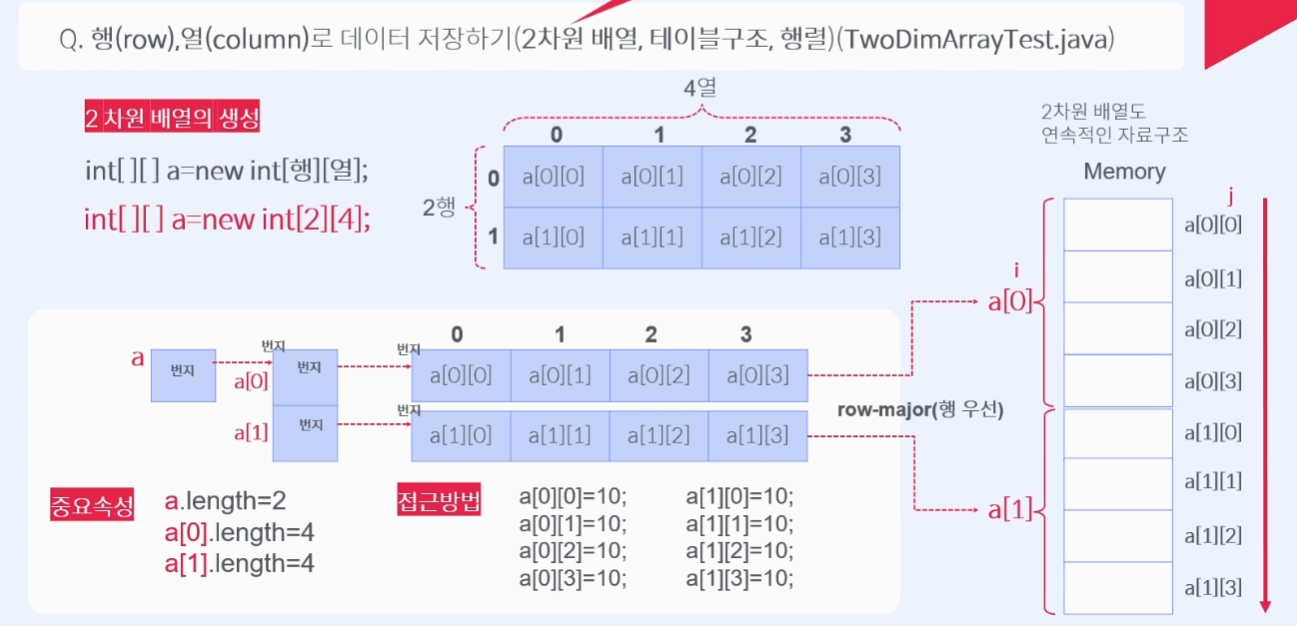 Q. 행(row),열(column)로 데이터 저장하기(2차원 배열, 테이블구조, 행렬)(TwoDimArrayTest.java)
2 차원 배열의 생성
int[ ][ ] a=new int[행][열];
int[ ][ ] a=new int[2][4];
4열
0 1 2 3
2행
0 a[0][0] a[0][1] a[0][2] a[0][3]
1 a[1][0] a[1][1] a[1][2] a[1][3]
2차원 배열도
연속적인 자료구조
Memory
j
i
a[0]
a[0][0]
a[0][1]
a[0][2]
a[0][3]
a[1]
a[1][0]
a[1][1]
a[1][2]
a[1][3]
0 1 2 3
a 번지
번지
a[0] 번지
번지
a[0][0] a[0][1] a[0][2] a[0][3]
a[1] 번지
번지
a[1][0] a[1][1] a[1][2] a[1][3]
row-major(행 우선)
중요속성
a.length=2
a[0].length=4
a[1].length=4
접근방법
a[0][0]=10; a[1][0]=10;
a[0][1]=10; a[1][1]=10;
a[0][2]=10; a[1][2]=10;
a[0][3]=10; a[1][3]=10;